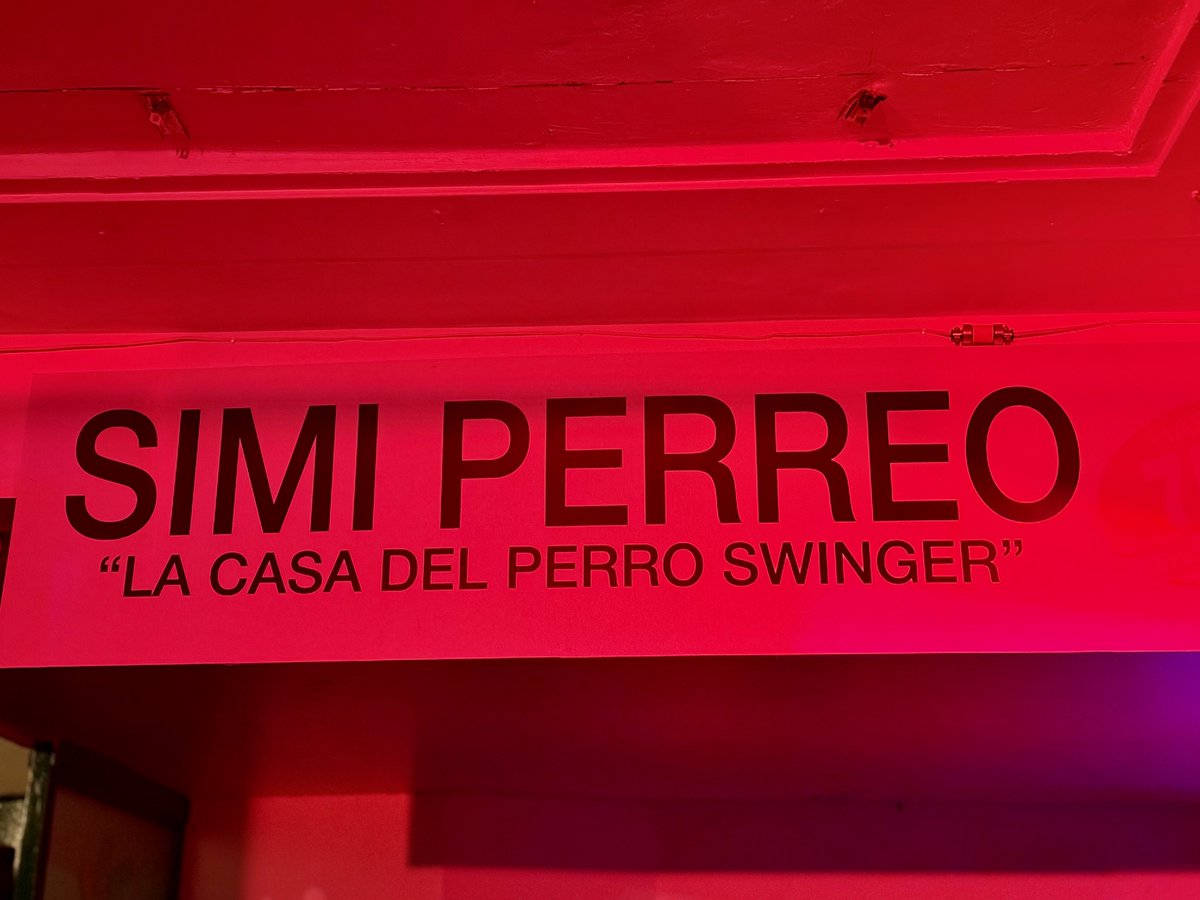 SIMI PERREO
“LA CASA DEL PERRO SWINGER”